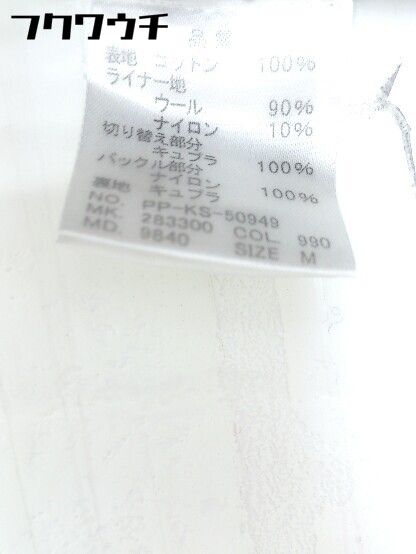 フクワウチ
表地 コットン 100%
ライナー地
ウール 90%
ナイロン 10%
切り替え部分
キュプラ 100%
バックル部分
ナイロン 100%
裏地 キュプラ
NO. PP-KS-50949
MK. 283300 COL. 990
MD. 9840 SIZE M